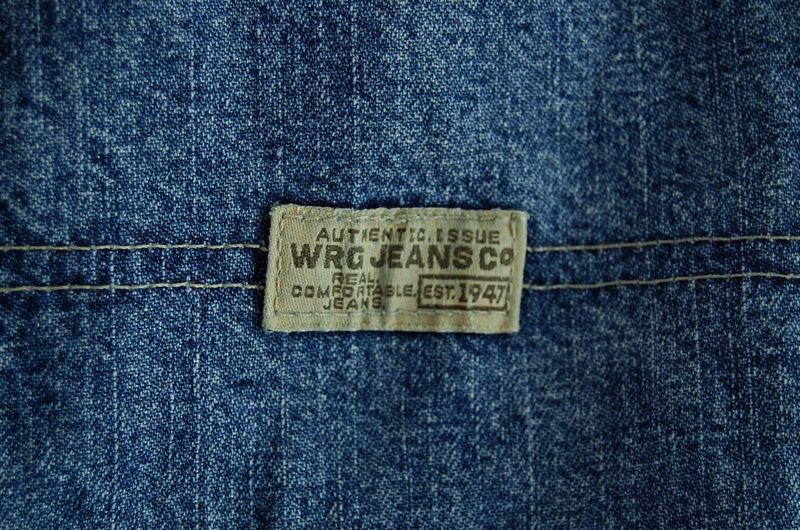 AUTHENTIC ISSUE
WRG JEANS Co
REAL
COMFORTABLE
JEANS
EST. 1947